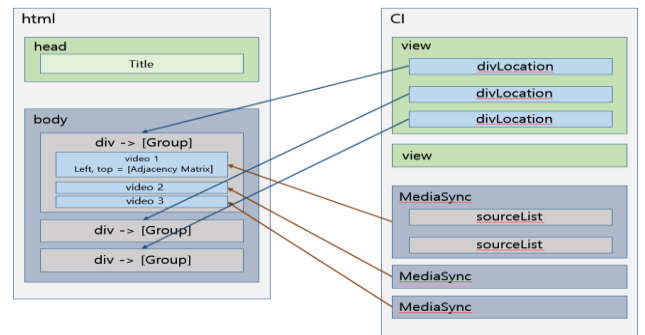 html
head
Title
body
div -> [Group]
video 1
Left, top = [Adjacency Matrix]
video 2
video 3
div -> [Group]
div -> [Group]
CI
view
divLocation
divLocation
divLocation
view
MediaSync
sourceList
sourceList
MediaSync
MediaSync